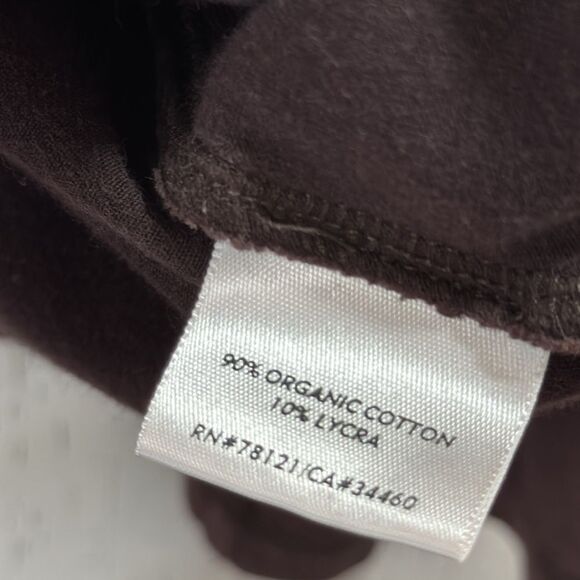 90% ORGANIC COTTON
10% LYCRA
RN#78121/CA#34460